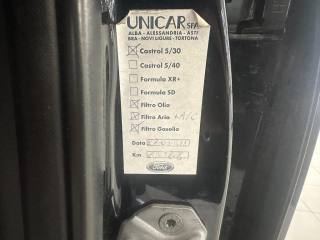 UNICAR SPA
ALBA - ALESSANDRIA - ASTI
BRA - NOVI LIGURE - TORTONA
Castrol 5/30
Castrol 5/40
Formula XR+
Formula SD
Filtro Olio
Filtro Aria + A/C
Filtro Gasolio
Data
Km
Ford